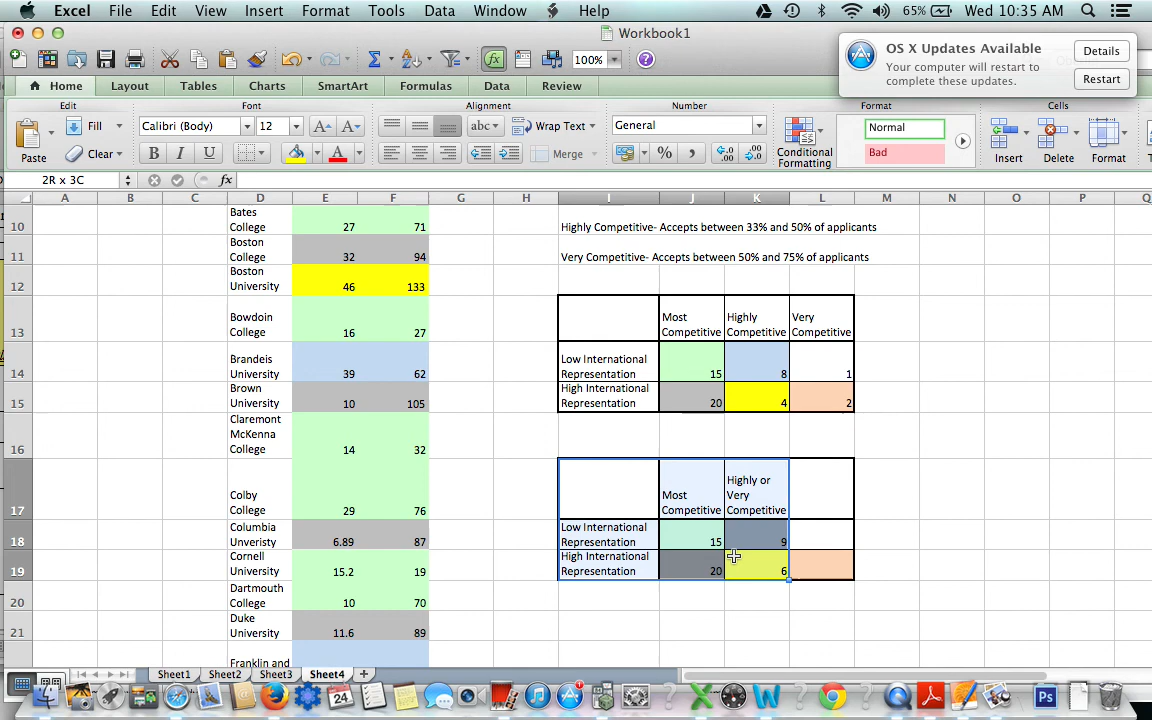 Excel File Edit View Insert Format Tools Data Window Help 65% Wed 10:35 AM
Workbook1
OS X Updates Available
Your computer will restart to complete these updates.
Details
Restart
100%
Home Layout Tables Charts SmartArt Formulas Data Review
Edit Font Alignment Number Format Cells
Fill Calibri (Body) 12 A A abc Wrap Text General Normal
Paste Clear B I U A Merge % Conditional Formatting Bad Insert Delete Format
2R x 3C fx
A B C D E F G H I J K L M N O P Q
10 Bates College 27 71 Highly Competitive- Accepts between 33% and 50% of applicants
11 Boston College 32 94 Very Competitive- Accepts between 50% and 75% of applicants
12 Boston University 46 133
13 Bowdoin College 16 27 Most Competitive Highly Competitive Very Competitive
14 Brandeis University 39 62 Low International Representation 15 8 1
15 Brown University 10 105 High International Representation 20 4 2
16 Claremont McKenna College 14 32
17 Colby College 29 76 Most Competitive Highly or Very Competitive
18 Columbia Unveristy 6.89 87 Low International Representation 15 9
19 Cornell University 15.2 19 High International Representation 20 6
20 Dartmouth College 10 70
21 Duke University 11.6 89
Franklin and
Sheet1 Sheet2 Sheet3 Sheet4 +
24 Ps